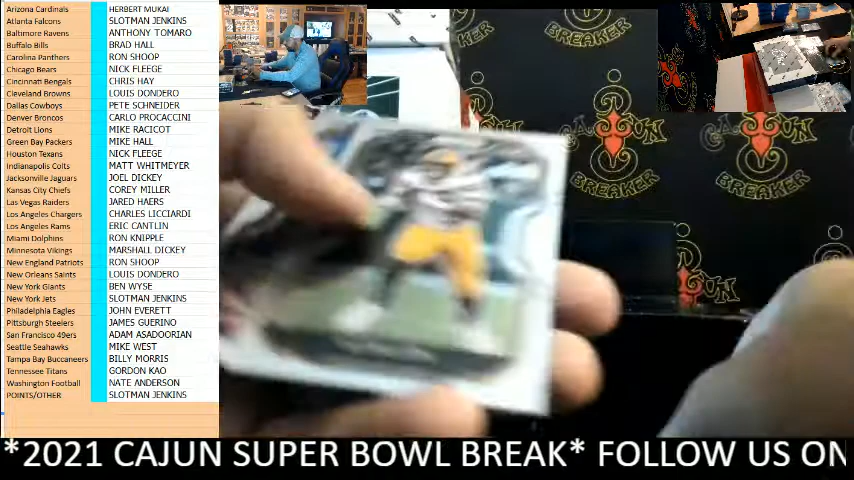 Arizona Cardinals HERBERT MUKAI
Atlanta Falcons SLOTMAN JENKINS
Baltimore Ravens ANTHONY TOMARO
Buffalo Bills BRAD HALL
Carolina Panthers RON SHOOP
Chicago Bears NICK FLEEGE
Cincinnati Bengals CHRIS HAY
Cleveland Browns LOUIS DONDERO
Dallas Cowboys PETE SCHNEIDER
Denver Broncos CARLO PROCACCINI
Detroit Lions MIKE RACICOT
Green Bay Packers MIKE HALL
Houston Texans NICK FLEEGE
Indianapolis Colts MATT WHITMEYER
Jacksonville Jaguars JOEL DICKEY
Kansas City Chiefs COREY MILLER
Las Vegas Raiders JARED HAERS
Los Angeles Chargers CHARLES LICCIARDI
Los Angeles Rams ERIC CANTLIN
Miami Dolphins RON KNIPPLE
Minnesota Vikings MARSHALL DICKEY
New England Patriots RON SHOOP
New Orleans Saints LOUIS DONDERO
New York Giants BEN WYSE
New York Jets SLOTMAN JENKINS
Philadelphia Eagles JOHN EVERETT
Pittsburgh Steelers JAMES GUERINO
San Francisco 49ers ADAM ASADOORIAN
Seattle Seahawks MIKE WEST
Tampa Bay Buccaneers BILLY MORRIS
Tennessee Titans GORDON KAO
Washington Football NATE ANDERSON
POINTS/OTHER SLOTMAN JENKINS
BREAKER
CAJUN
BREAKER
BREAKER
*2021 CAJUN SUPER BOWL BREAK* FOLLOW US ON